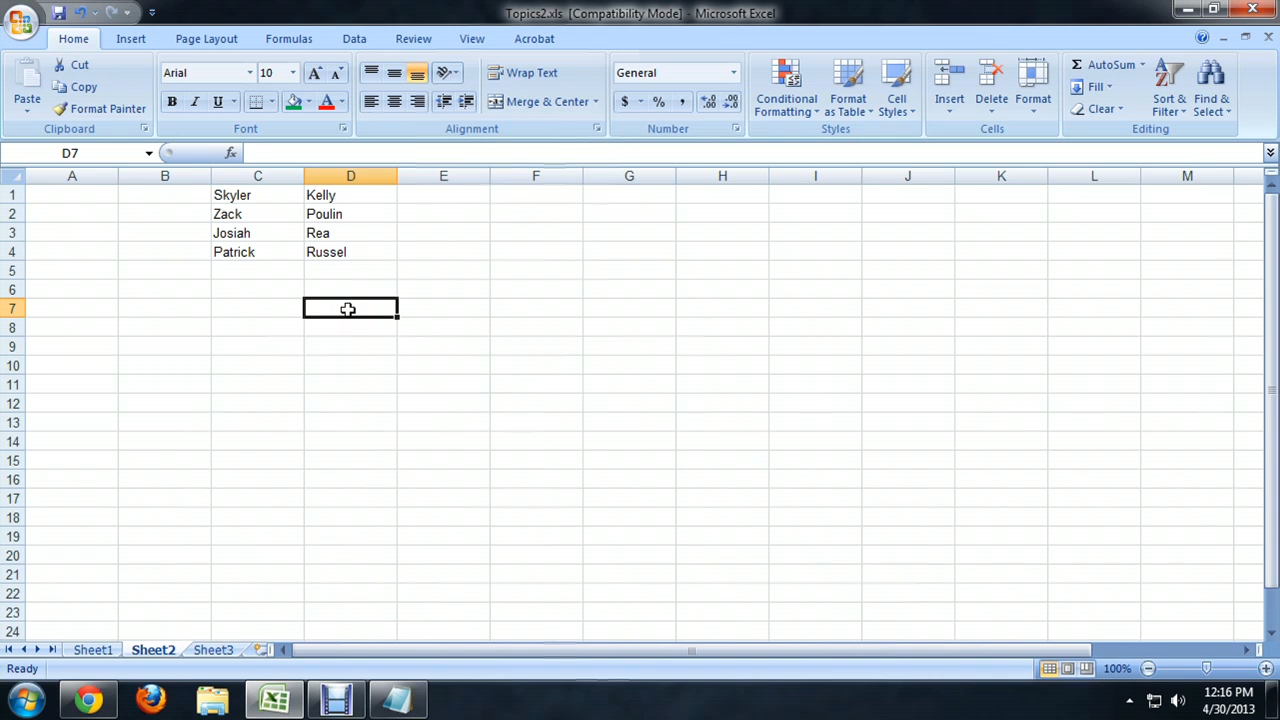 Topics2.xls [Compatibility Mode] - Microsoft Excel
Home Insert Page Layout Formulas Data Review View Acrobat
Paste
Cut
Copy
Format Painter
Clipboard
Arial 10
B I U
Font
Wrap Text
Merge & Center
Alignment
General
$ % ,
Number
Conditional Formatting
Format as Table
Cell Styles
Styles
Insert Delete Format
Cells
Σ AutoSum
Fill
Clear
Sort & Filter
Find & Select
Editing
D7 fx
A B C D E F G H I J K L M
1 Skyler Kelly
2 Zack Poulin
3 Josiah Rea
4 Patrick Russel
5
6
7
8
9
10
11
12
13
14
15
16
17
18
19
20
21
22
23
24
Sheet1 Sheet2 Sheet3
Ready 100%
12:16 PM
4/30/2013